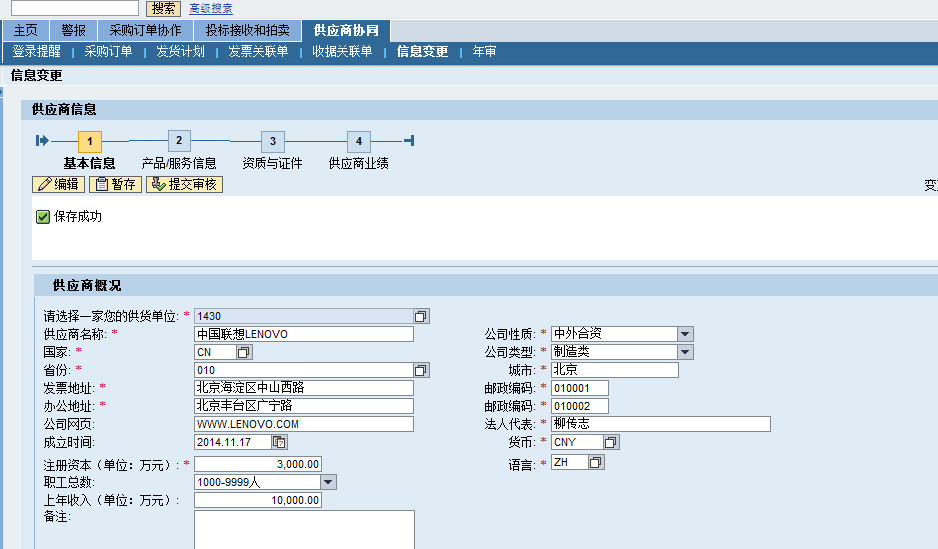 搜索 高级搜索
主页 警报 采购订单协作 投标接收和拍卖 供应商协同
登录提醒 采购订单 发货计划 发票关联单 收据关联单 信息变更 年审
信息变更
供应商信息
1 2 3 4
基本信息 产品/服务信息 资质与证件 供应商业绩
编辑 暂存 提交审核
保存成功
供应商概况
请选择一家您的供货单位: * 1430
供应商名称: * 中国联想LENOVO 公司性质: * 中外合资
国家: * CN 公司类型: * 制造类
省份: * 010 城市: * 北京
发票地址: * 北京海淀区中山西路 邮政编码: * 010001
办公地址: * 北京丰台区广宁路 邮政编码: * 010002
公司网页: WWW.LENOVO.COM 法人代表: * 柳传志
成立时间: 2014.11.17 货币: * CNY
注册资本（单位：万元）: * 3,000.00 语言: * ZH
职工总数: 1000-9999人
上年收入（单位：万元）: 10,000.00
备注: